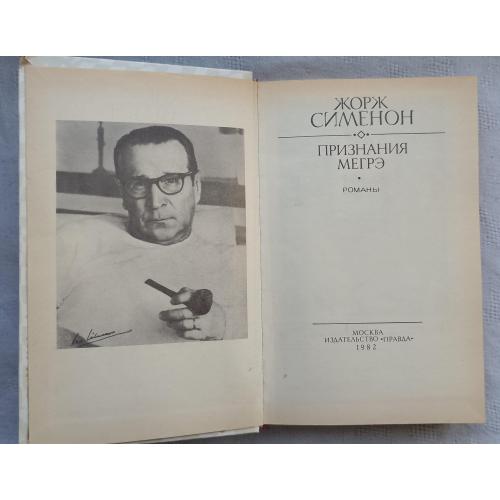 ЖОРЖ
СИМЕНОН
ПРИЗНАНИЯ
МЕГРЭ
РОМАНЫ
МОСКВА
ИЗДАТЕЛЬСТВО «ПРАВДА»
1982